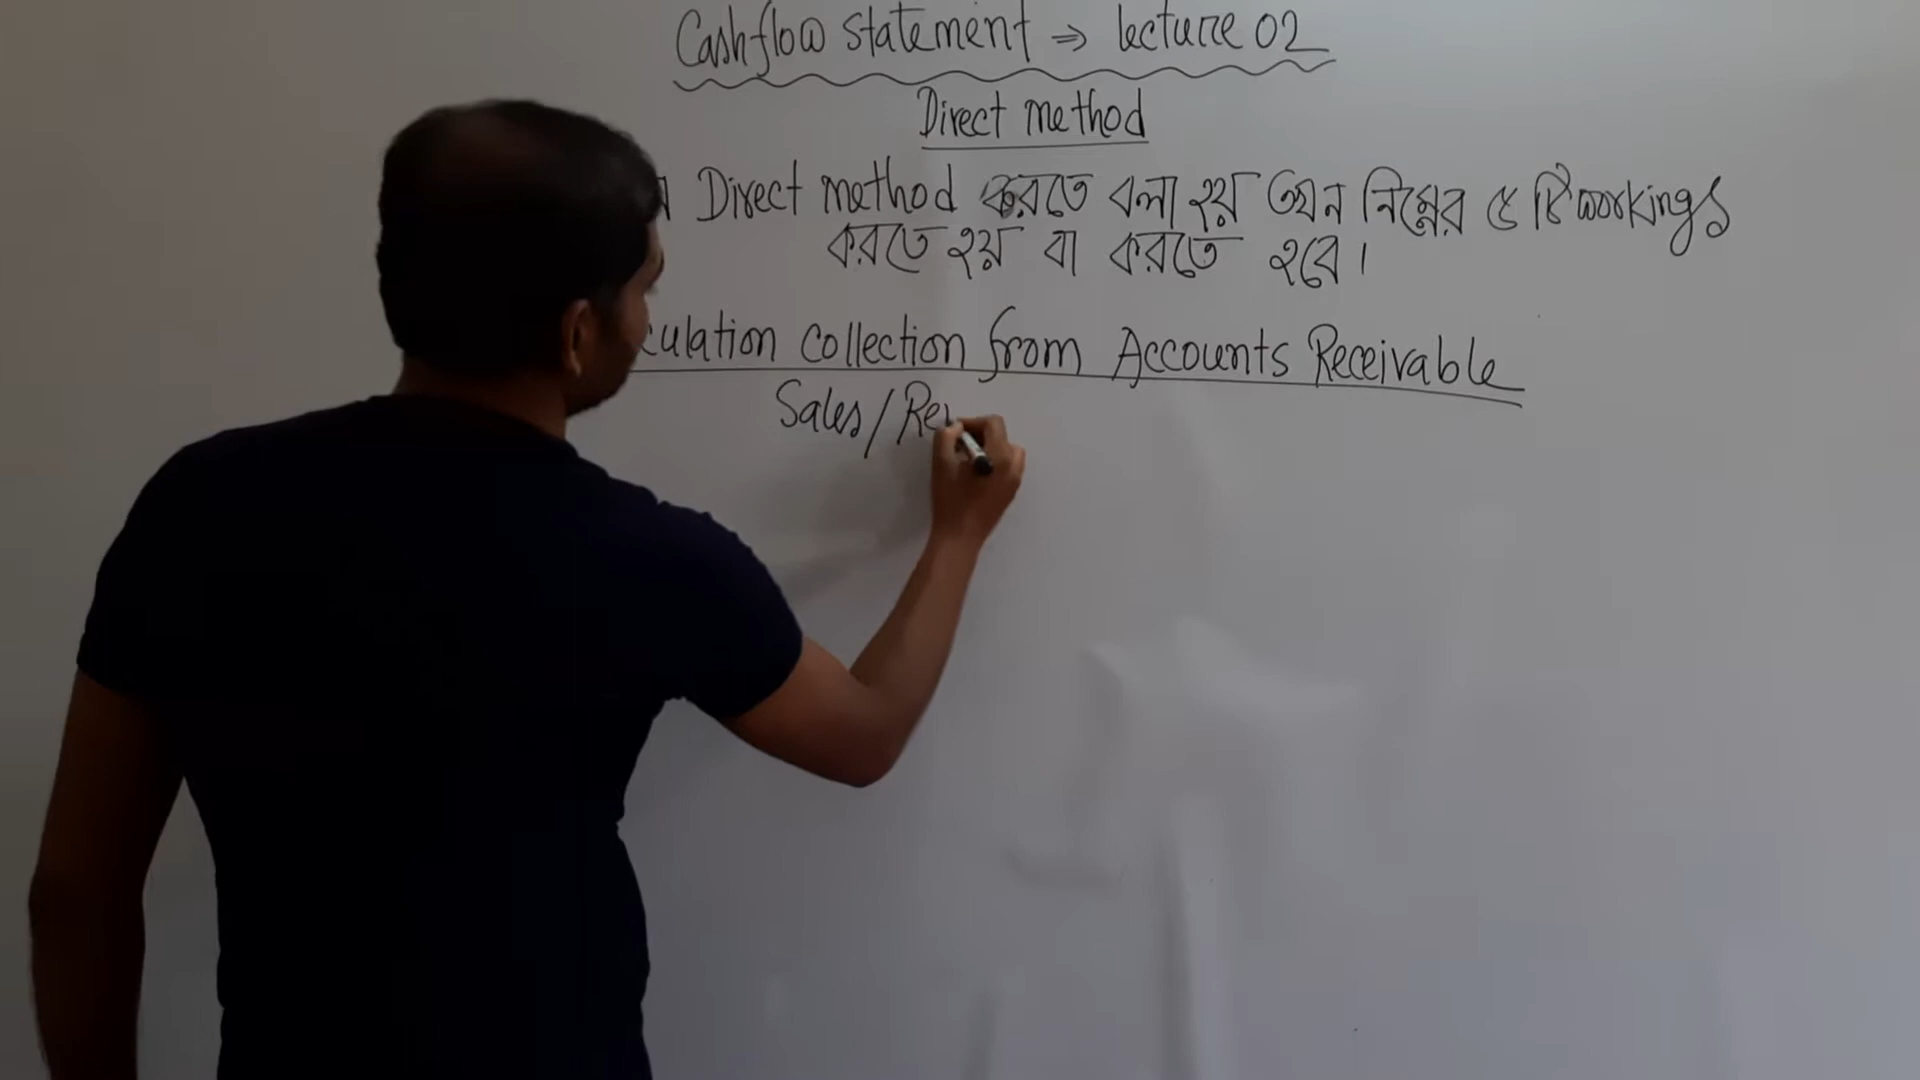 Cashflow statement ⇒ lecture 02
Direct method
Direct method করতে বলা হয় তখন নিম্নের ৫ টি workings
করতে হয় বা করতে হবে।
culation collection from Accounts Receivable
Sales/Rev